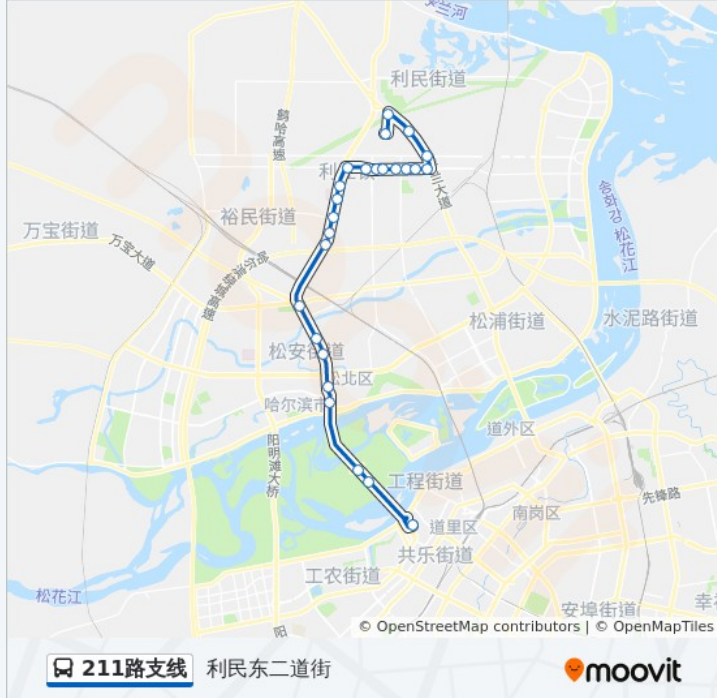 利民街道
鹤哈高速
兰大道
裕民街道
万宝街道
万宝大道
哈尔滨绕城高速
송화강 松花江
松浦街道
水泥路街道
松安街道
松北区
哈尔滨市
道外区
阳明滩大桥
工程街道
先锋路
南岗区
道里区
共乐街道
工农街道
松花江
安埠街道
阳
© OpenStreetMap contributors | © OpenMapTiles
211路支线 利民东二道街
moovit